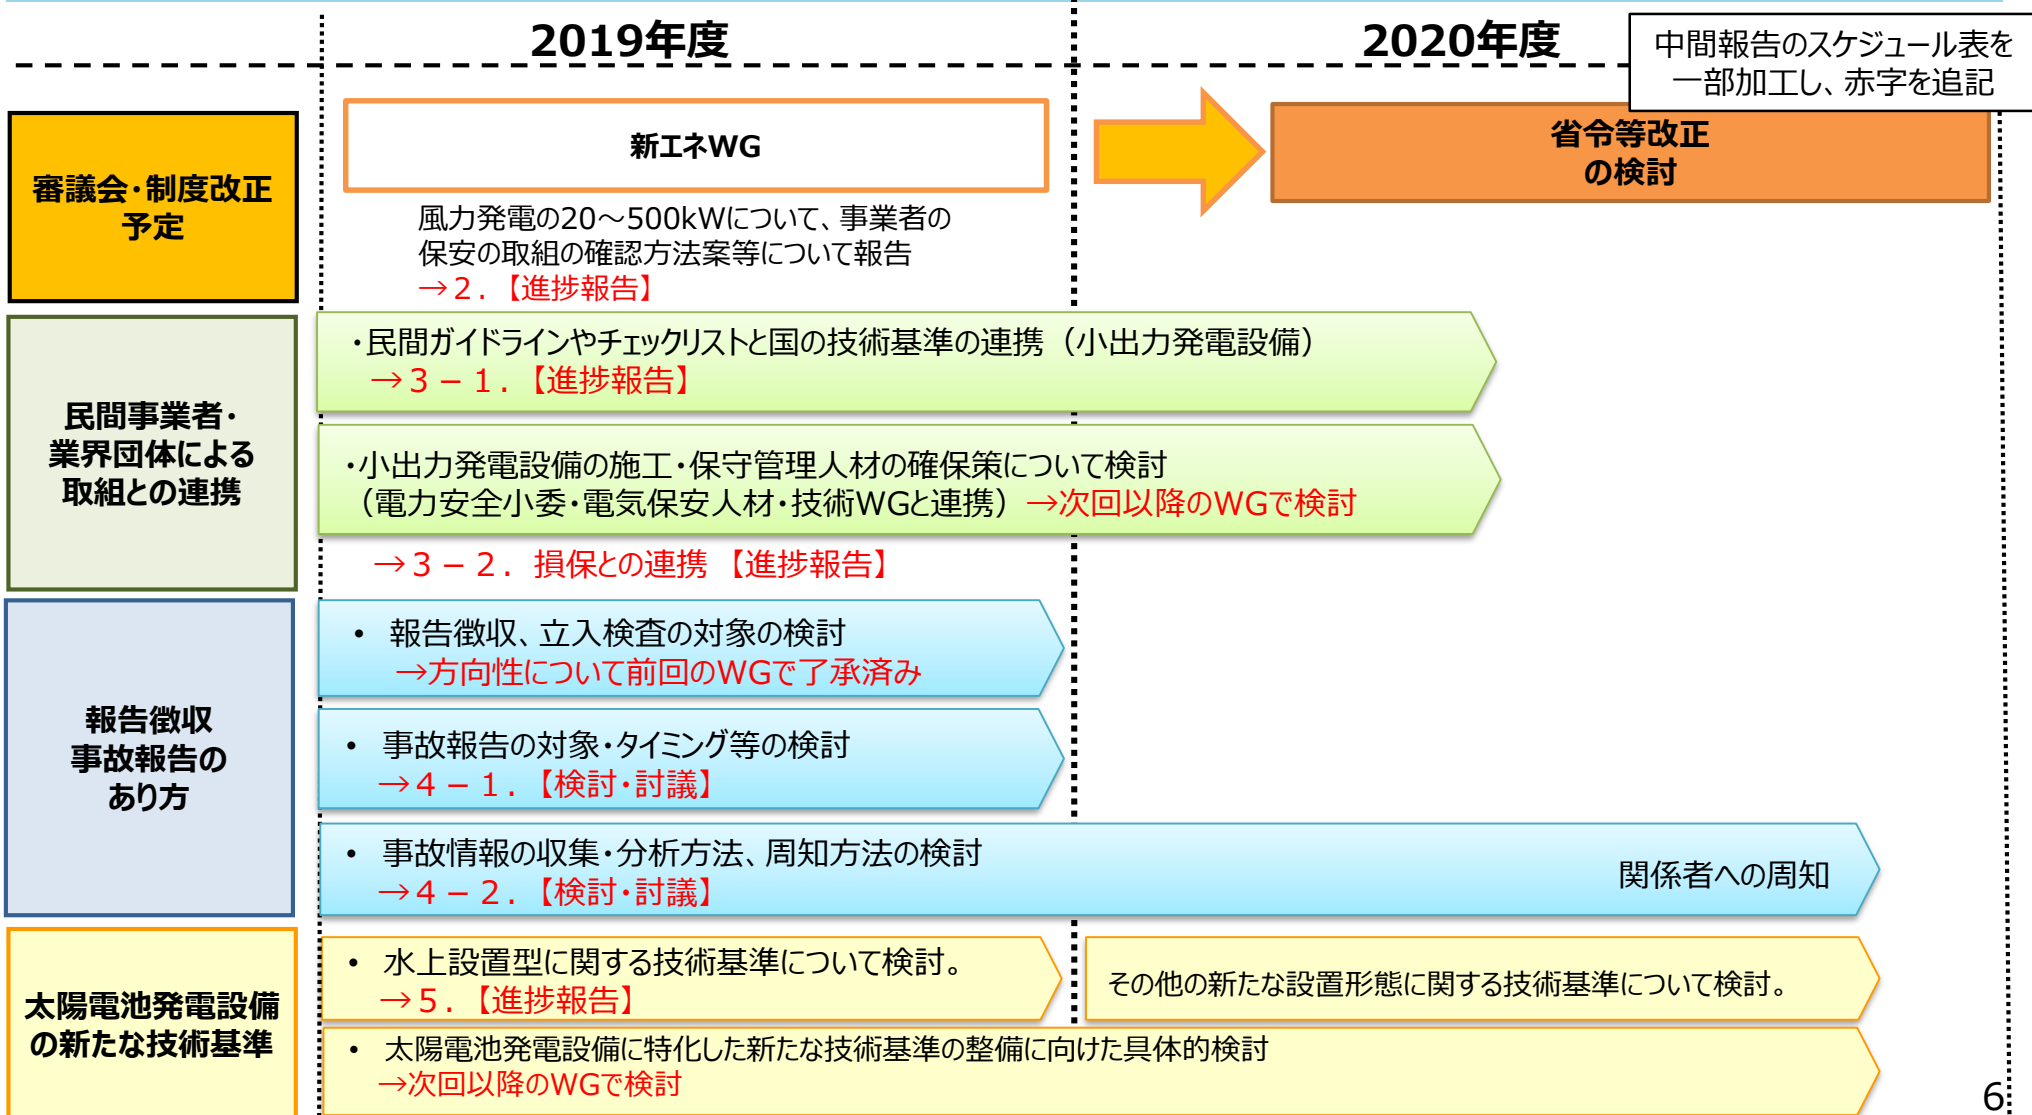 2019年度
2020年度
中間報告のスケジュール表を
一部加工し、赤字を追記
審議会・制度改正
予定
新エネWG
省令等改正
の検討
風力発電の20～500kWについて、事業者の
保安の取組の確認方法案等について報告
→２．【進捗報告】
民間事業者・
業界団体による
取組との連携
・民間ガイドラインやチェックリストと国の技術基準の連携（小出力発電設備）
→３－１．【進捗報告】
・小出力発電設備の施工・保守管理人材の確保策について検討
（電力安全小委・電気保安人材・技術WGと連携）→次回以降のWGで検討
→３－２．損保との連携 【進捗報告】
報告徴収
事故報告の
あり方
• 報告徴収、立入検査の対象の検討
→方向性について前回のWGで了承済み
• 事故報告の対象・タイミング等の検討
→４－１．【検討・討議】
• 事故情報の収集・分析方法、周知方法の検討
→４－２．【検討・討議】
関係者への周知
太陽電池発電設備
の新たな技術基準
• 水上設置型に関する技術基準について検討。
→５．【進捗報告】
その他の新たな設置形態に関する技術基準について検討。
• 太陽電池発電設備に特化した新たな技術基準の整備に向けた具体的検討
→次回以降のWGで検討
6